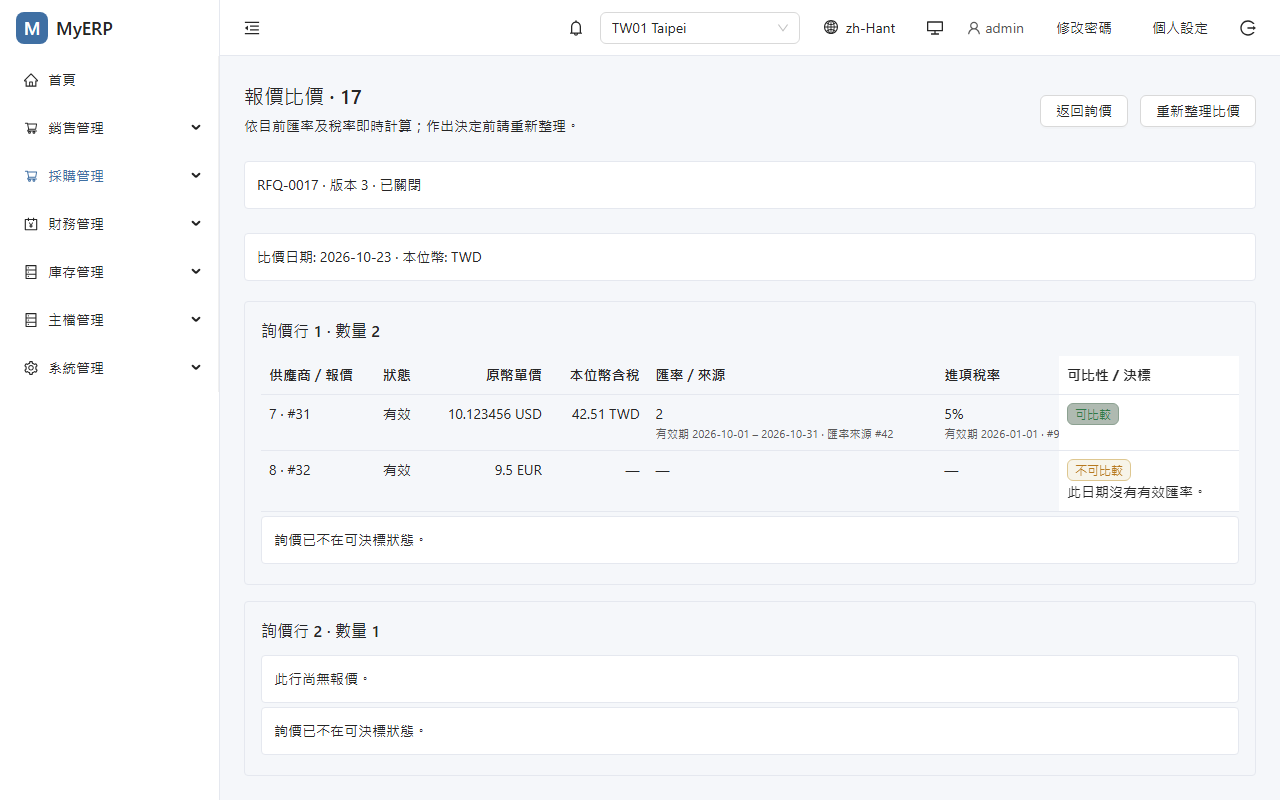 M MyERP
TW01 Taipei
zh-Hant
admin
修改密碼
個人設定
首頁
銷售管理
採購管理
財務管理
庫存管理
主檔管理
系統管理
報價比價 · 17
依目前匯率及稅率即時計算；作出決定前請重新整理。
返回詢價
重新整理比價
RFQ-0017 · 版本 3 · 已關閉
比價日期: 2026-10-23 · 本位幣: TWD
詢價行 1 · 數量 2
供應商 / 報價 狀態 原幣單價 本位幣含稅 匯率 / 來源 進項稅率 可比性 / 決標
7 · #31 有效 10.123456 USD 42.51 TWD 2 5% 可比較
有效期 2026-10-01 – 2026-10-31 · 匯率來源 #42 有效期 2026-01-01 · #9
8 · #32 有效 9.5 EUR — — — 不可比較
此日期沒有有效匯率。
詢價已不在可決標狀態。
詢價行 2 · 數量 1
此行尚無報價。
詢價已不在可決標狀態。